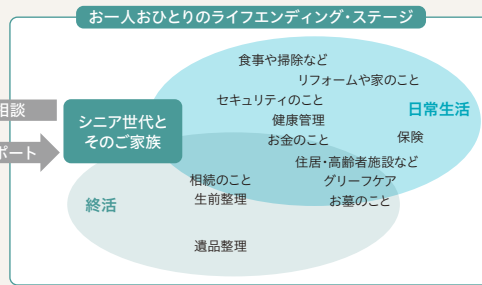 お一人おひとりのライフエンディング・ステージ
相談
ポート
シニア世代と
そのご家族
食事や掃除など
リフォームや家のこと
セキュリティのこと
日常生活
健康管理
お金のこと
保険
住居・高齢者施設など
相続のこと
グリーフケア
生前整理
お墓のこと
終活
遺品整理